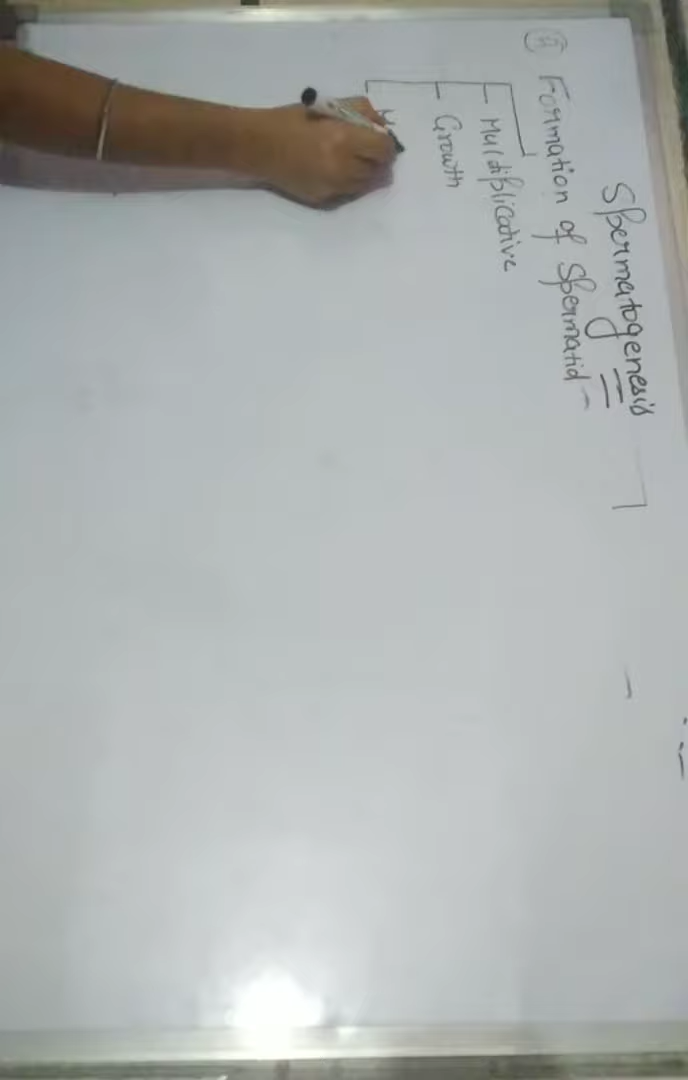 Spermatogenesis
(A) Formation of Spermatid -
Multiplicative
Growth
M